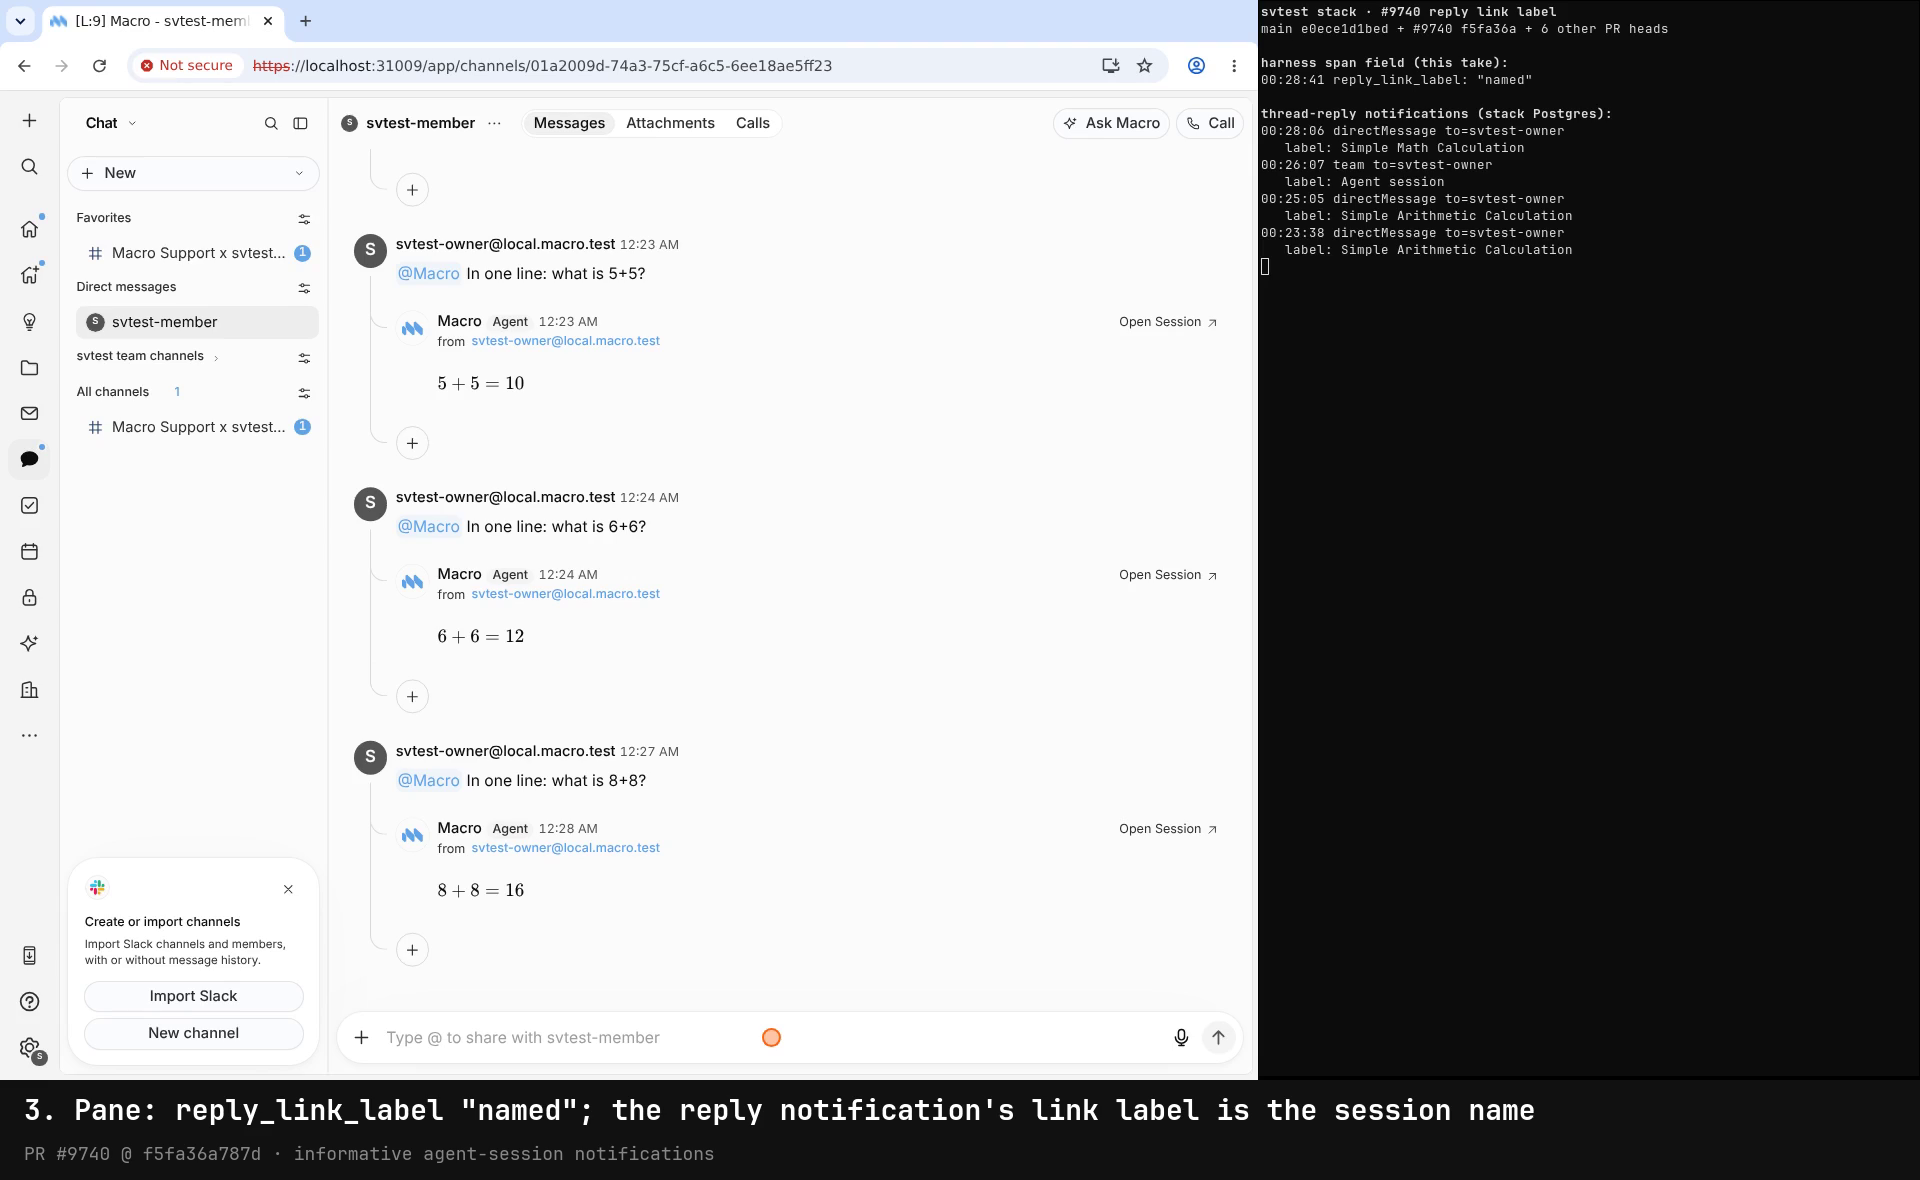 [L:9] Macro - svtest-mem
Not secure
https://localhost:31009/app/channels/01a2009d-74a3-75cf-a6c5-6ee18ae5ff23
Chat
New
Favorites
Macro Support x svtest... 1
Direct messages
S svtest-member
svtest team channels
All channels 1
Macro Support x svtest... 1
Create or import channels
Import Slack channels and members,
with or without message history.
Import Slack
New channel
S
S svtest-member ···
Messages Attachments Calls
Ask Macro
Call
S svtest-owner@local.macro.test 12:23 AM
@Macro In one line: what is 5+5?
Macro Agent 12:23 AM
Open Session
from svtest-owner@local.macro.test
5 + 5 = 10
S svtest-owner@local.macro.test 12:24 AM
@Macro In one line: what is 6+6?
Macro Agent 12:24 AM
Open Session
from svtest-owner@local.macro.test
6 + 6 = 12
S svtest-owner@local.macro.test 12:27 AM
@Macro In one line: what is 8+8?
Macro Agent 12:28 AM
Open Session
from svtest-owner@local.macro.test
8 + 8 = 16
Type @ to share with svtest-member
svtest stack · #9740 reply link label
main e0ece1d1bed + #9740 f5fa36a + 6 other PR heads
harness span field (this take):
00:28:41 reply_link_label: "named"
thread-reply notifications (stack Postgres):
00:28:06 directMessage to=svtest-owner
label: Simple Math Calculation
00:26:07 team to=svtest-owner
label: Agent session
00:25:05 directMessage to=svtest-owner
label: Simple Arithmetic Calculation
00:23:38 directMessage to=svtest-owner
label: Simple Arithmetic Calculation
3. Pane: reply_link_label "named"; the reply notification's link label is the session name
PR #9740 @ f5fa36a787d · informative agent-session notifications